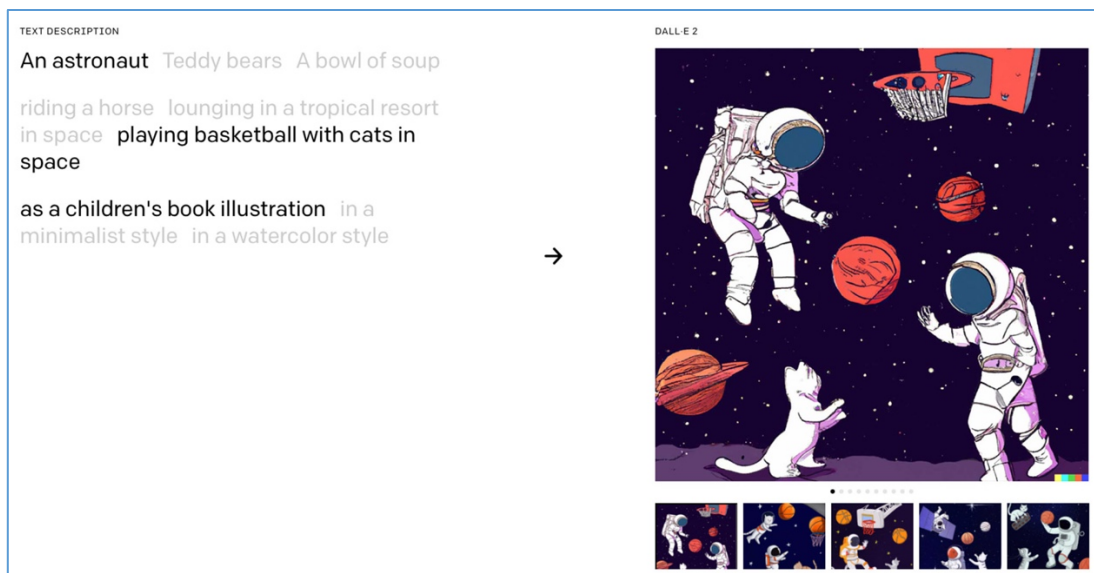 TEXT DESCRIPTION
An astronaut Teddy bears A bowl of soup
riding a horse lounging in a tropical resort
in space playing basketball with cats in
space
as a children's book illustration in a
minimalist style in a watercolor style
→
DALL·E 2